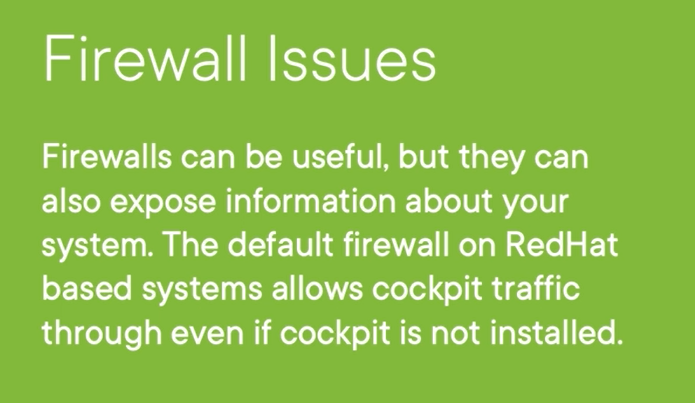 Firewall Issues
Firewalls can be useful, but they can
also expose information about your
system. The default firewall on RedHat
based systems allows cockpit traffic
through even if cockpit is not installed.